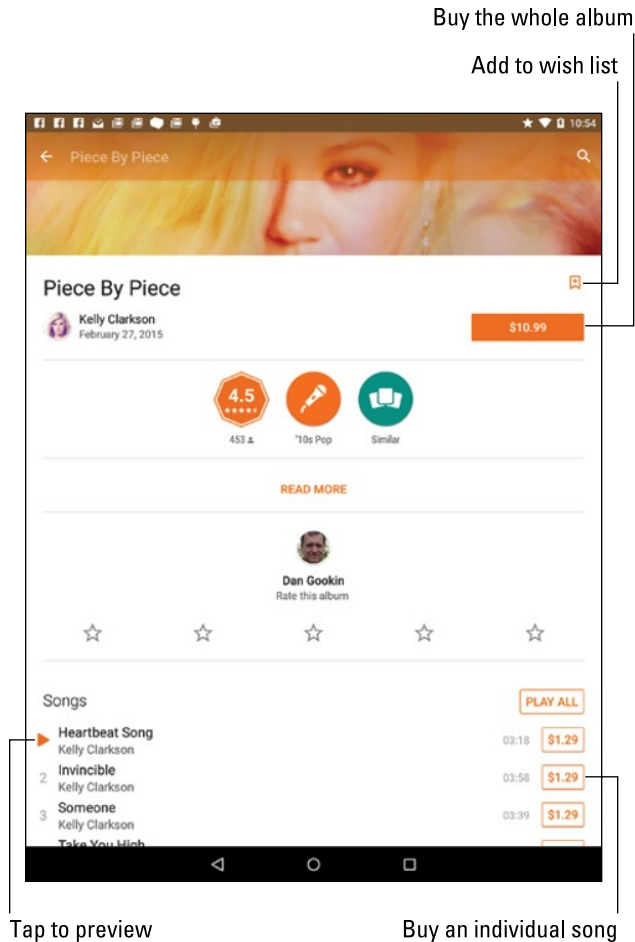 Buy the whole album
Add to wish list
10:54
Piece By Piece
Piece By Piece
Kelly Clarkson
February 27, 2015
$10.99
4.5
453
'10s Pop
Similar
READ MORE
Dan Gookin
Rate this album
Songs
PLAY ALL
Heartbeat Song
Kelly Clarkson
03:18 $1.29
2 Invincible
Kelly Clarkson
03:58 $1.29
3 Someone
Kelly Clarkson
03:39 $1.29
Take You High
Tap to preview
Buy an individual song